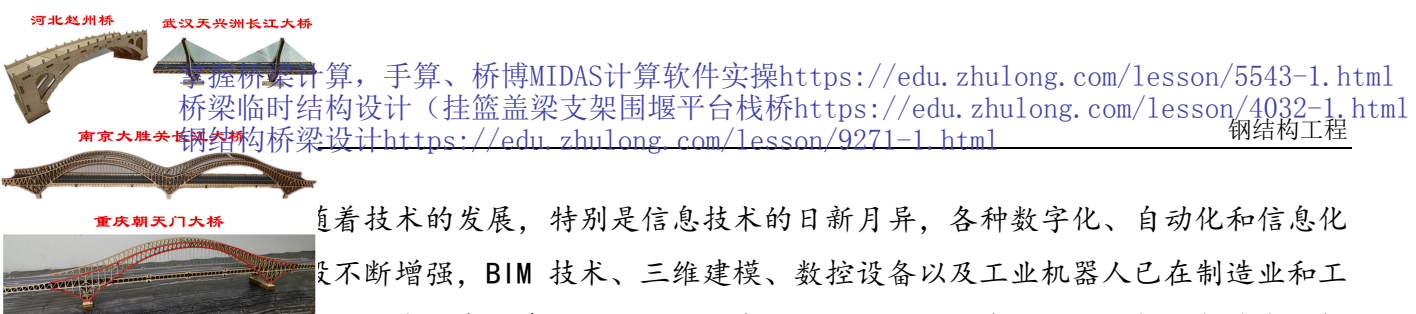 河北赵州桥
武汉天兴洲长江大桥
掌握桥梁计算，手算、桥博MIDAS计算软件实操https://edu.zhulong.com/lesson/5543-1.html
桥梁临时结构设计（挂篮盖梁支架围堰平台栈桥https://edu.zhulong.com/lesson/4032-1.html
钢结构桥梁设计https://edu.zhulong.com/lesson/9271-1.html
钢结构工程
南京大胜关长江大桥
重庆朝天门大桥
随着技术的发展，特别是信息技术的日新月异，各种数字化、自动化和信息化
段不断增强，BIM 技术、三维建模、数控设备以及工业机器人已在制造业和工